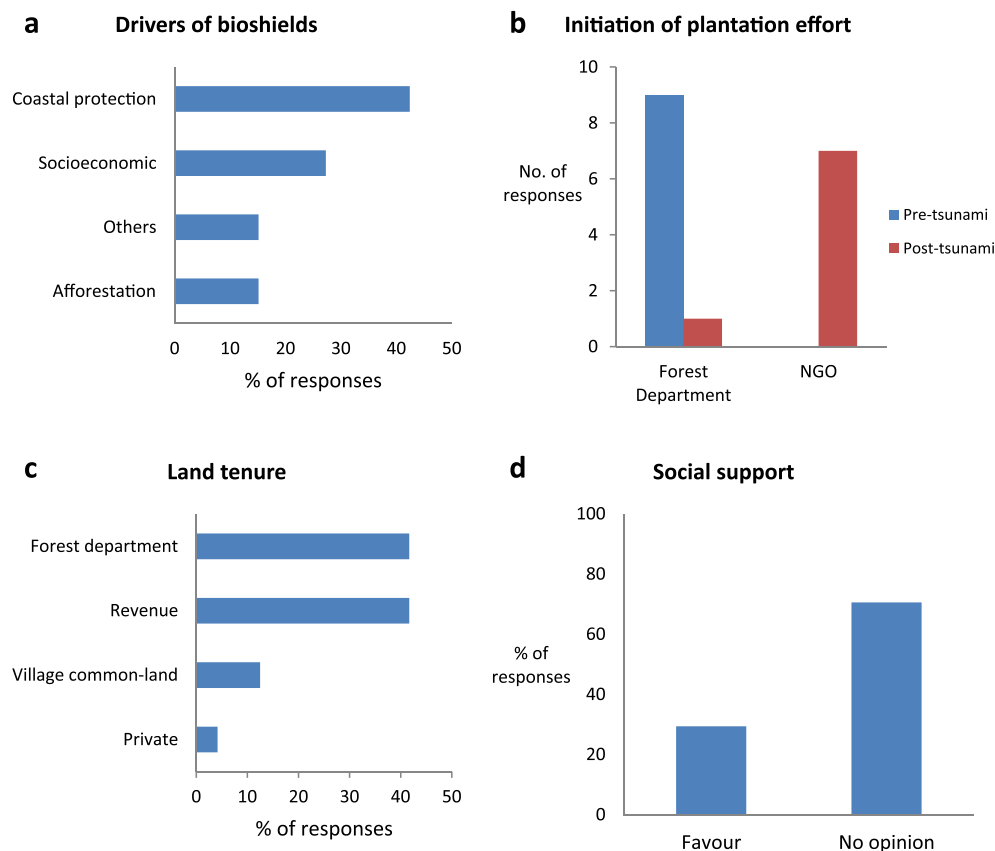 a
Drivers of bioshields
Coastal protection
Socioeconomic
Others
Afforestation
0 10 20 30 40 50
% of responses
b
Initiation of plantation effort
10
8
6
4
2
0
No. of
responses
Forest
Department
NGO
Pre-tsunami
Post-tsunami
c
Land tenure
Forest department
Revenue
Village common-land
Private
0 10 20 30 40 50
% of responses
d
Social support
100
80
60
40
20
0
% of
responses
Favour
No opinion